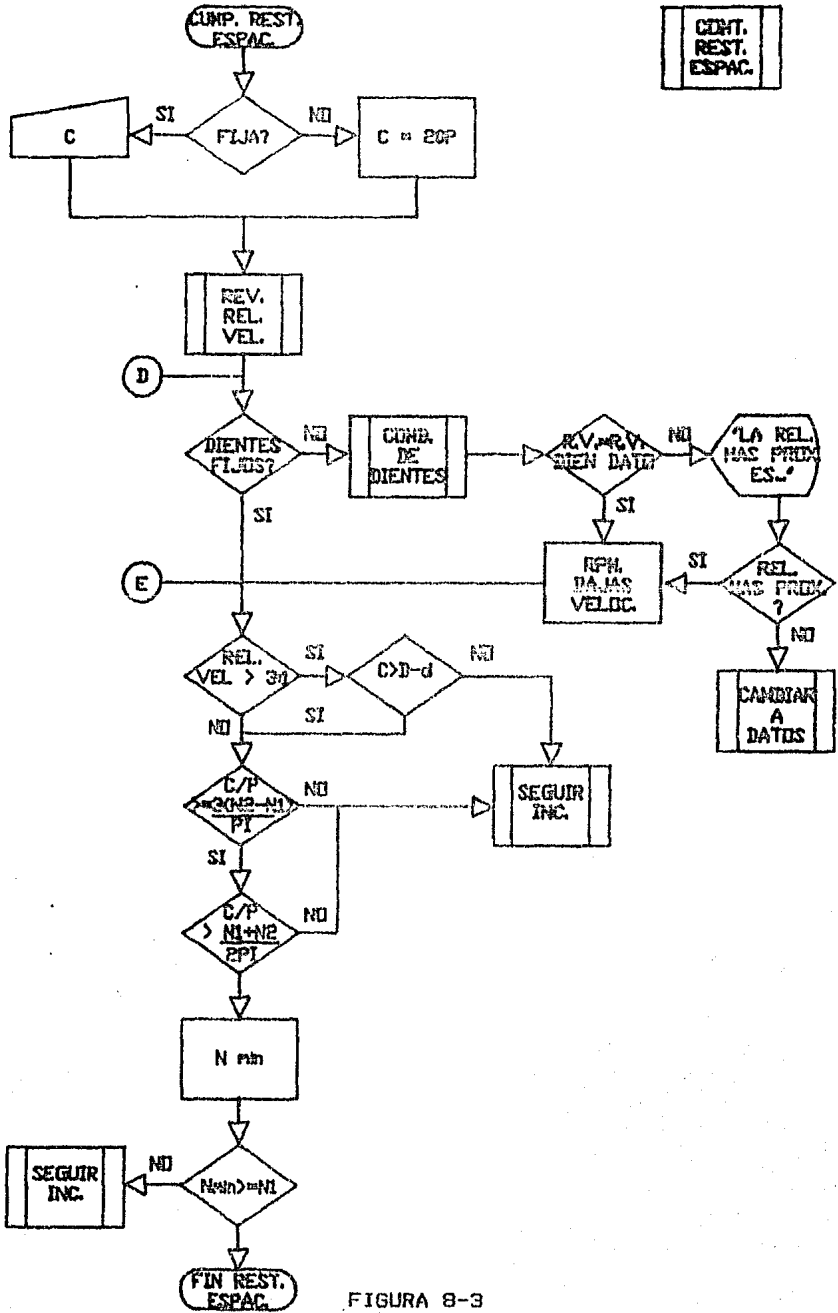 CUMP. REST.
ESPAC.
CONT.
REST.
ESPAC.
SI
FIJA?
NO
C
C = 20P
REV.
REL.
VEL.
D
DIENTES
FIJOS?
NO
COND.
DE
DIENTES
R.V.=R.V.
BIEN DATO
NO
"LA REL.
MAS PROX.
ES..."
SI
SI
E
RPM.
BAJAS
VELOC.
SI
REL.
MAS PROX.
?
NO
REL.
VEL > 3:1
SI
C>D-d
NO
CAMBIAR
A
DATOS
NO
SI
C/P
>=2(N2-N1)
PI
NO
SEGUIR
INC.
SI
C/P
> N1+N2
2PI
NO
N min
SEGUIR
INC.
NO
Nmin>=N1
FIN REST.
ESPAC.
FIGURA 8-3